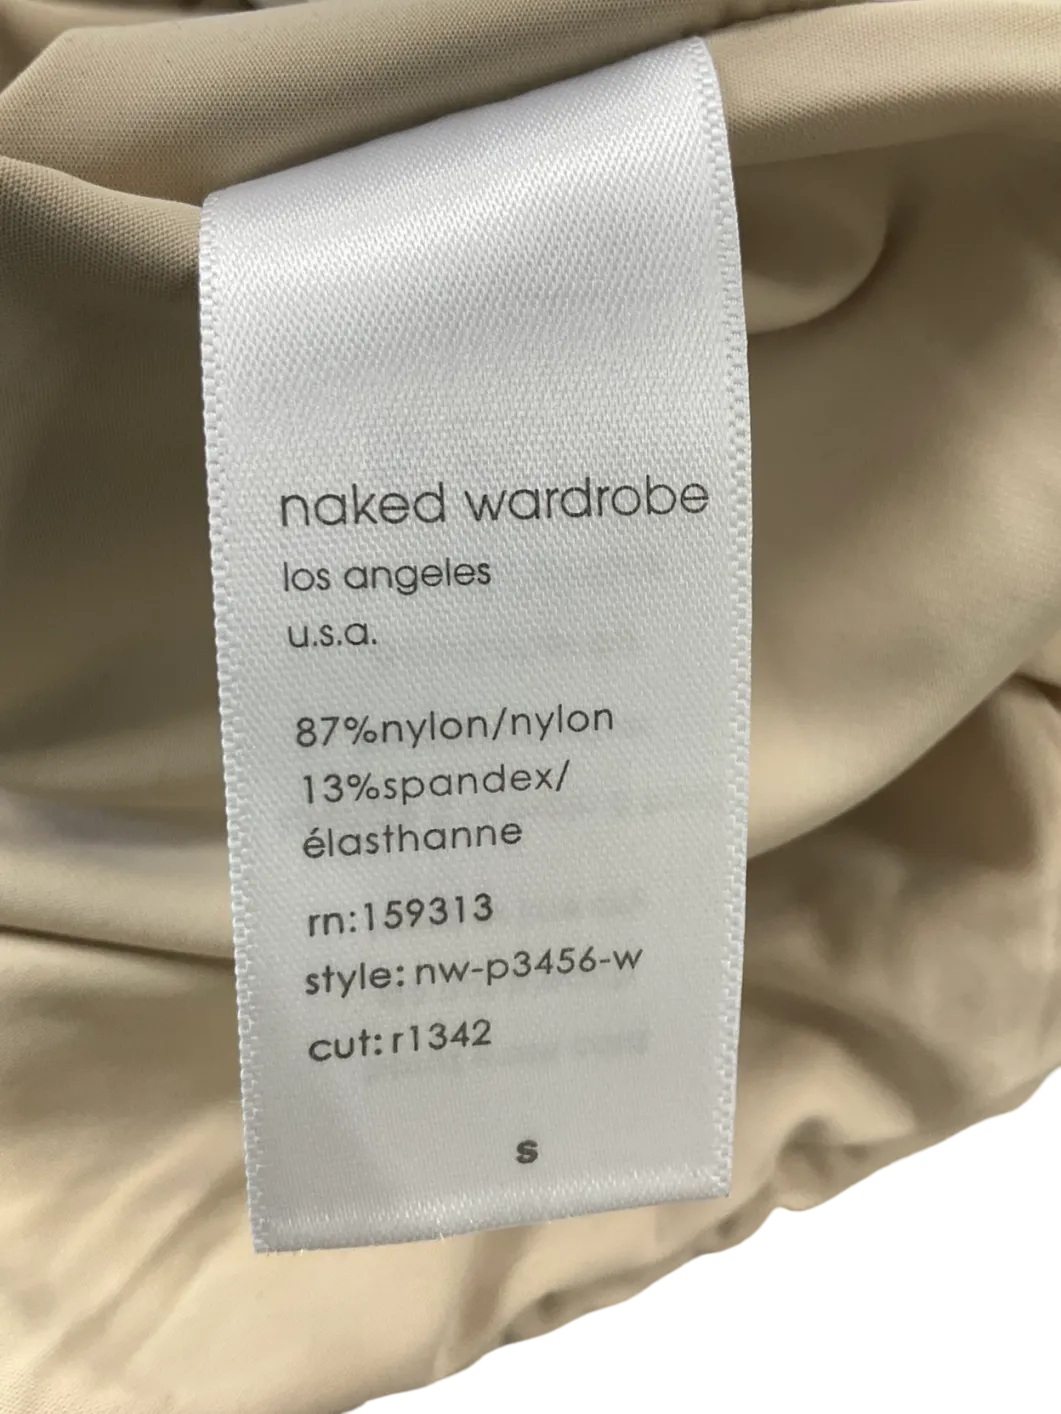 naked wardrobe
los angeles
u.s.a.
87%nylon/nylon
13%spandex/
élasthanne
rn:159313
style: nw-p3456-w
cut: r1342
s